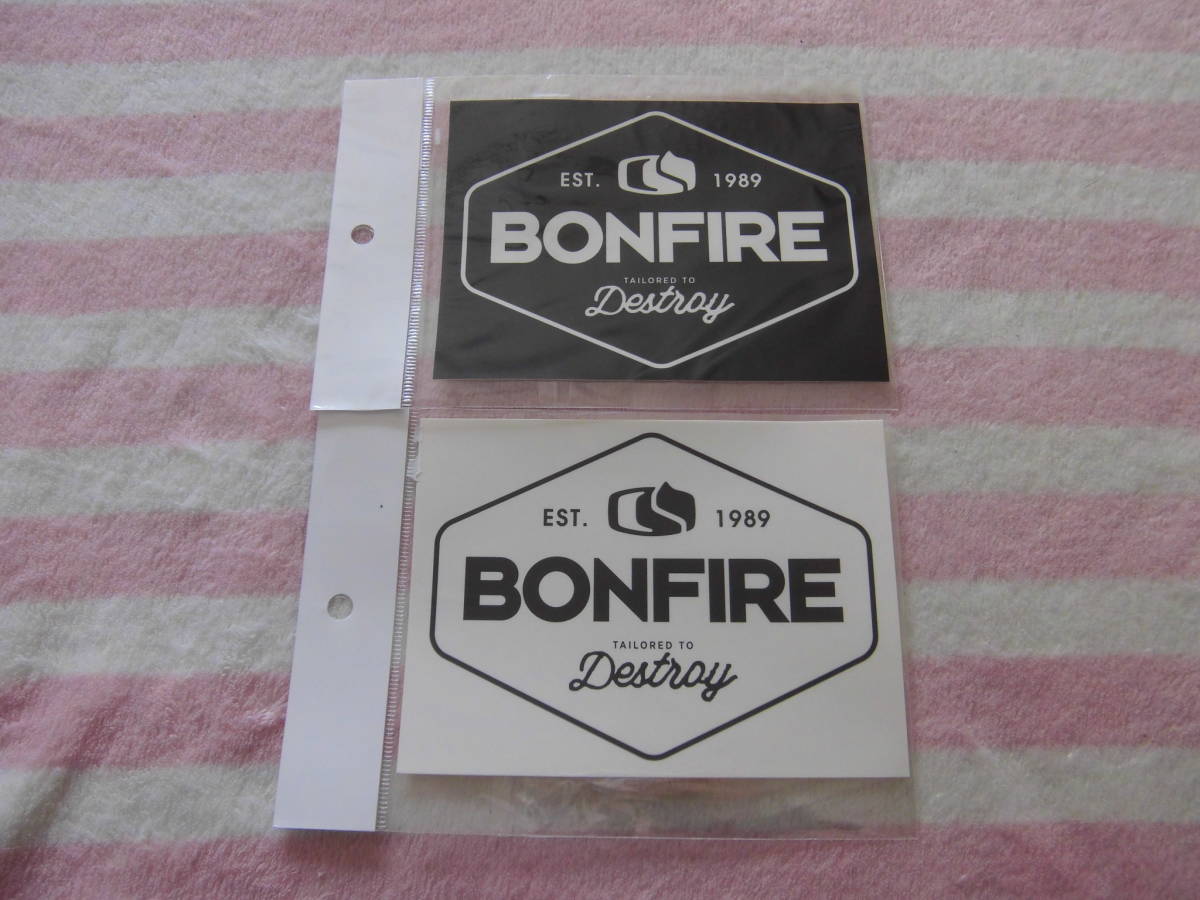 EST. 1989
BONFIRE
TAILORED TO
Destroy
EST. 1989
BONFIRE
TAILORED TO
Destroy